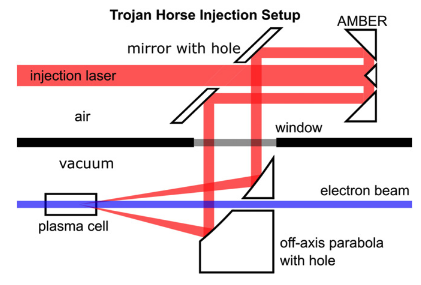 Trojan Horse Injection Setup
AMBER
mirror with hole
injection laser
air
window
vacuum
electron beam
plasma cell
off-axis parabola
with hole